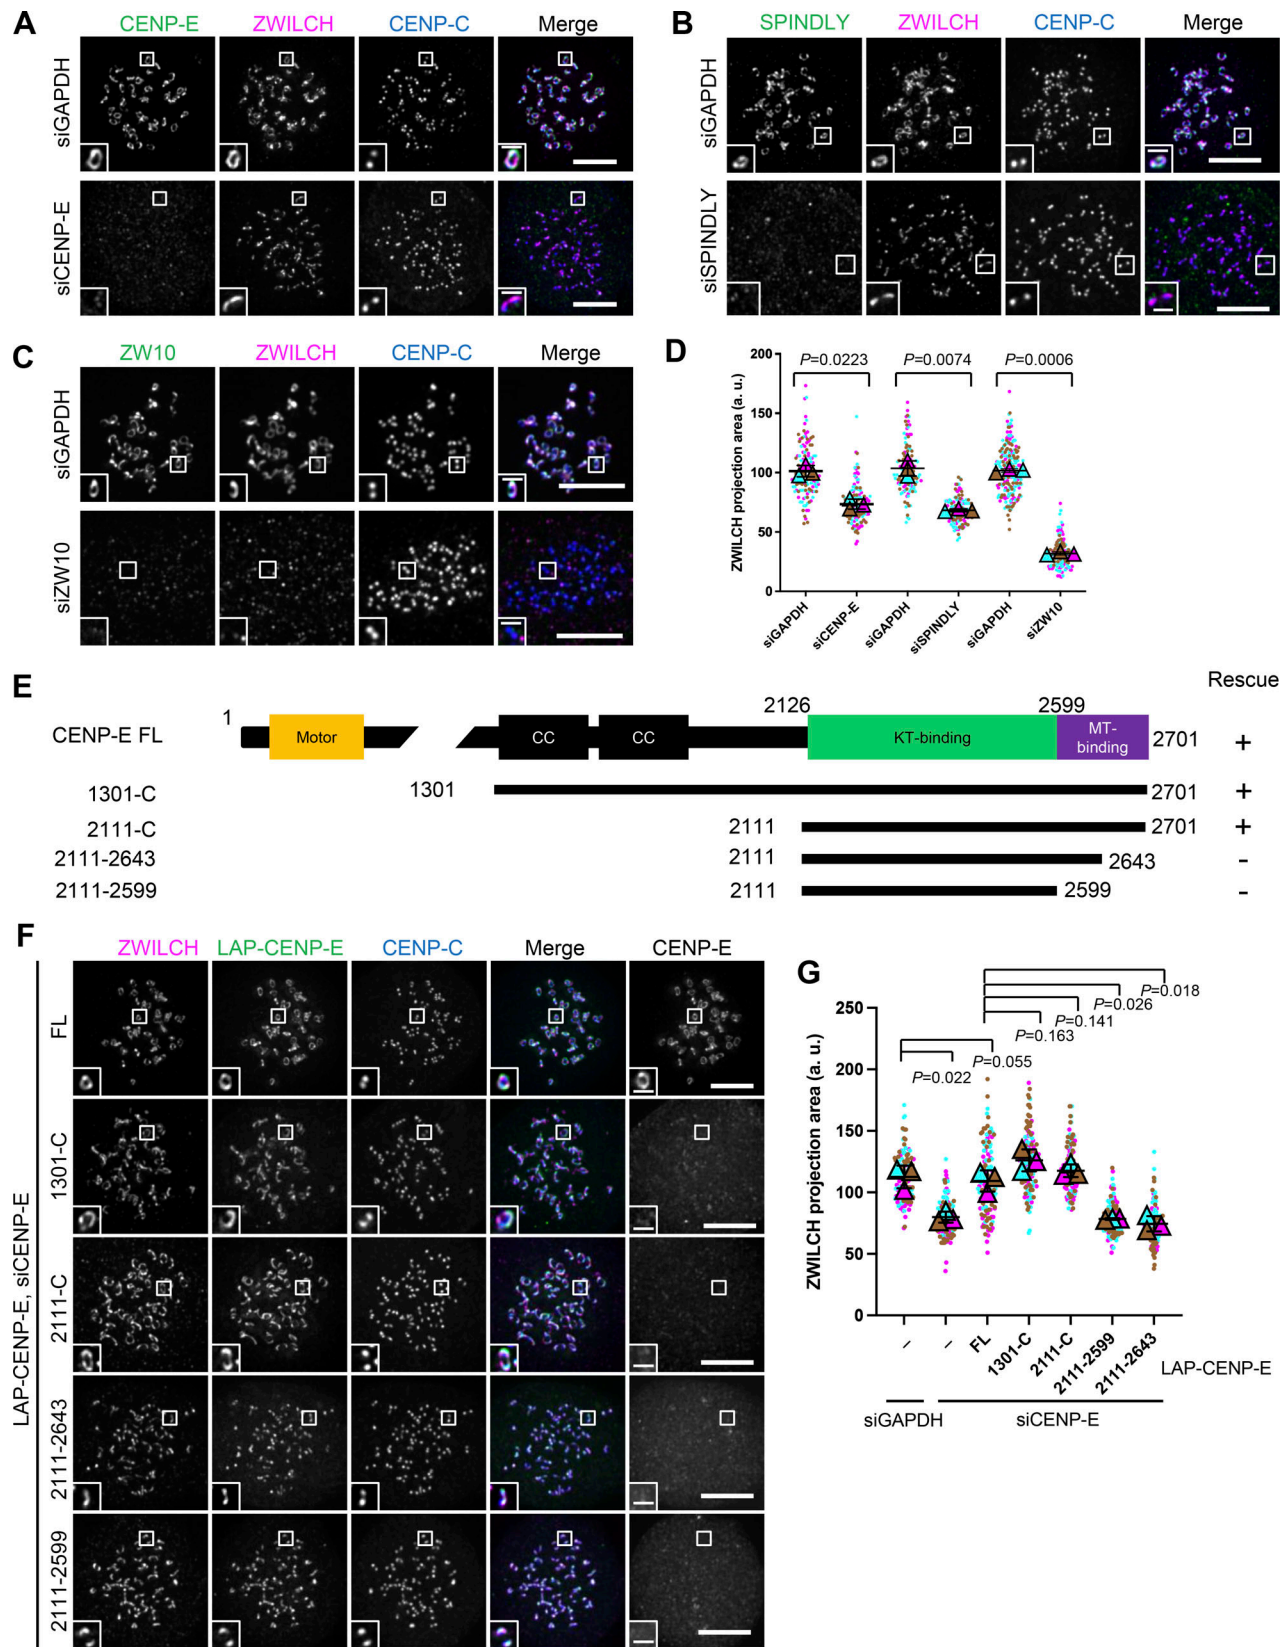 A
CENP-E ZWILCH CENP-C Merge
siGAPDH
siCENP-E
B
SPINDLY ZWILCH CENP-C Merge
siGAPDH
siSPINDLY
C
ZW10 ZWILCH CENP-C Merge
siGAPDH
siZW10
D
ZWILCH projection area (a. u.)
200
150
100
50
0
P=0.0223 P=0.0074 P=0.0006
siGAPDH siCENP-E siGAPDH siSPINDLY siGAPDH siZW10
E
Rescue
1 2126 2599
CENP-E FL Motor CC CC KT-binding MT-
binding 2701 +
1301-C 1301 2701 +
2111-C 2111 2701 +
2111-2643 2111 2643 -
2111-2599 2111 2599 -
F
ZWILCH LAP-CENP-E CENP-C Merge CENP-E
LAP-CENP-E, siCENP-E
FL
1301-C
2111-C
21111-2643
2111-2599
G
ZWILCH projection area (a. u.)
250
200
150
100
50
0
P=0.018
P=0.026
P=0.141
P=0.163
P=0.055
P=0.022
– – FL 1301-C 2111-C 2111-2599 2111-2643 LAP-CENP-E
siGAPDH siCENP-E